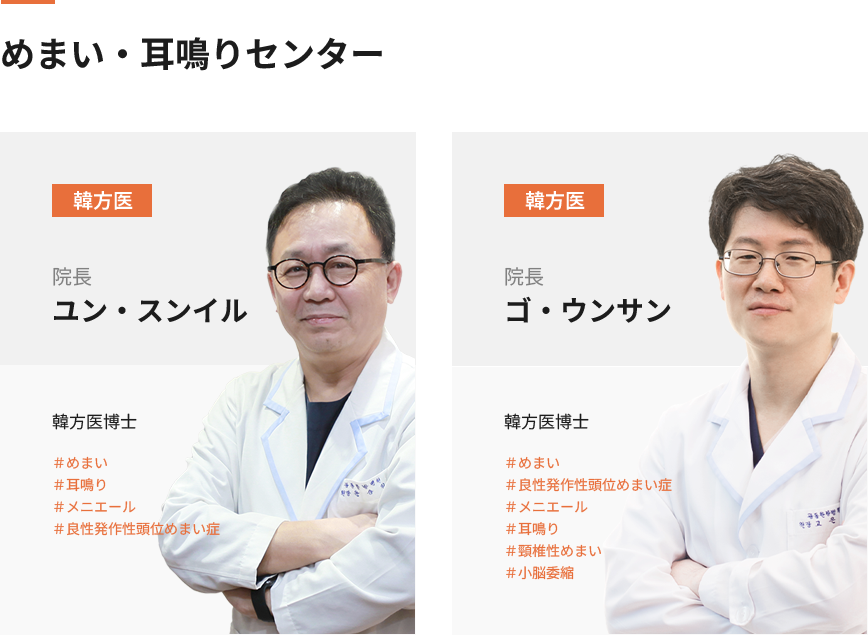 めまい・耳鳴りセンター
韓方医
院長
ユン・スンイル
韓方医博士
＃めまい
＃耳鳴り
＃メニエール
＃良性発作性頭位めまい症
韓方医
院長
ゴ・ウンサン
韓方医博士
＃めまい
＃良性発作性頭位めまい症
＃メニエール
＃耳鳴り
＃頸椎性めまい
＃小脳委縮